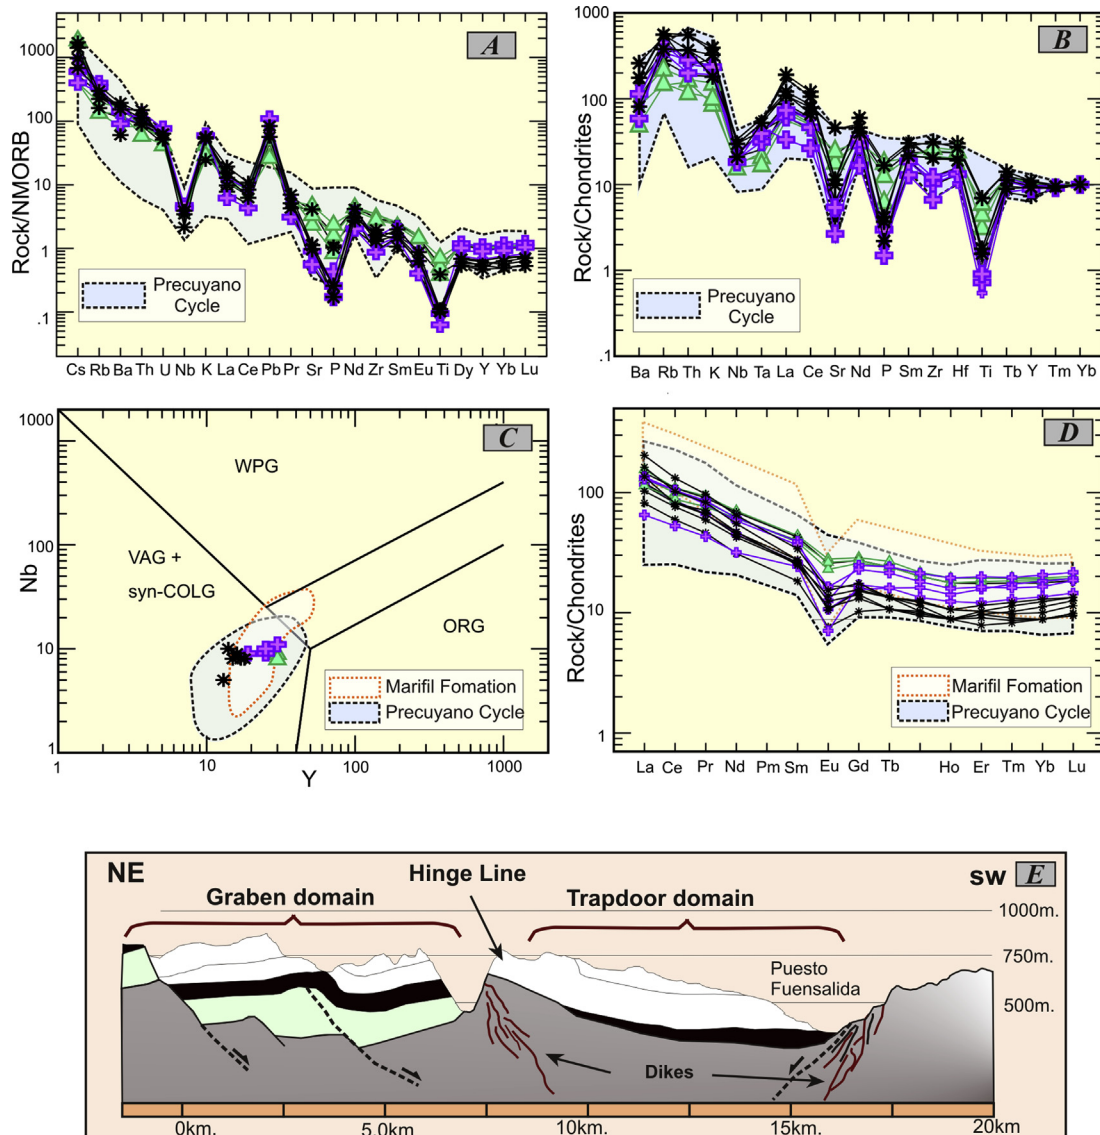 A
1000
100
10
1
.1
Rock/NMORB
Precuyano
Cycle
Cs Rb Ba Th U Nb K La Ce Pb Pr Sr P Nd Zr Sm Eu Ti Dy Y Yb Lu
B
1000
100
10
1
.1
Rock/Chondrites
Precuyano
Cycle
Ba Rb Th K Nb Ta La Ce Sr Nd P Sm Zr Hf Ti Tb Y Tm Yb
C
1000
100
10
1
Nb
WPG
VAG +
syn-COLG
ORG
Marifil Fomation
Precuyano Cycle
1 10 100 1000
Y
D
100
10
1
Rock/Chondrites
Marifil Fomation
Precuyano Cycle
La Ce Pr Nd Pm Sm Eu Gd Tb Ho Er Tm Yb Lu
NE
Hinge Line
SW E
Graben domain
Trapdoor domain
1000m.
750m.
Puesto
Fuensalida
500m.
Dikes
0km. 5.0km 10km. 15km. 20km